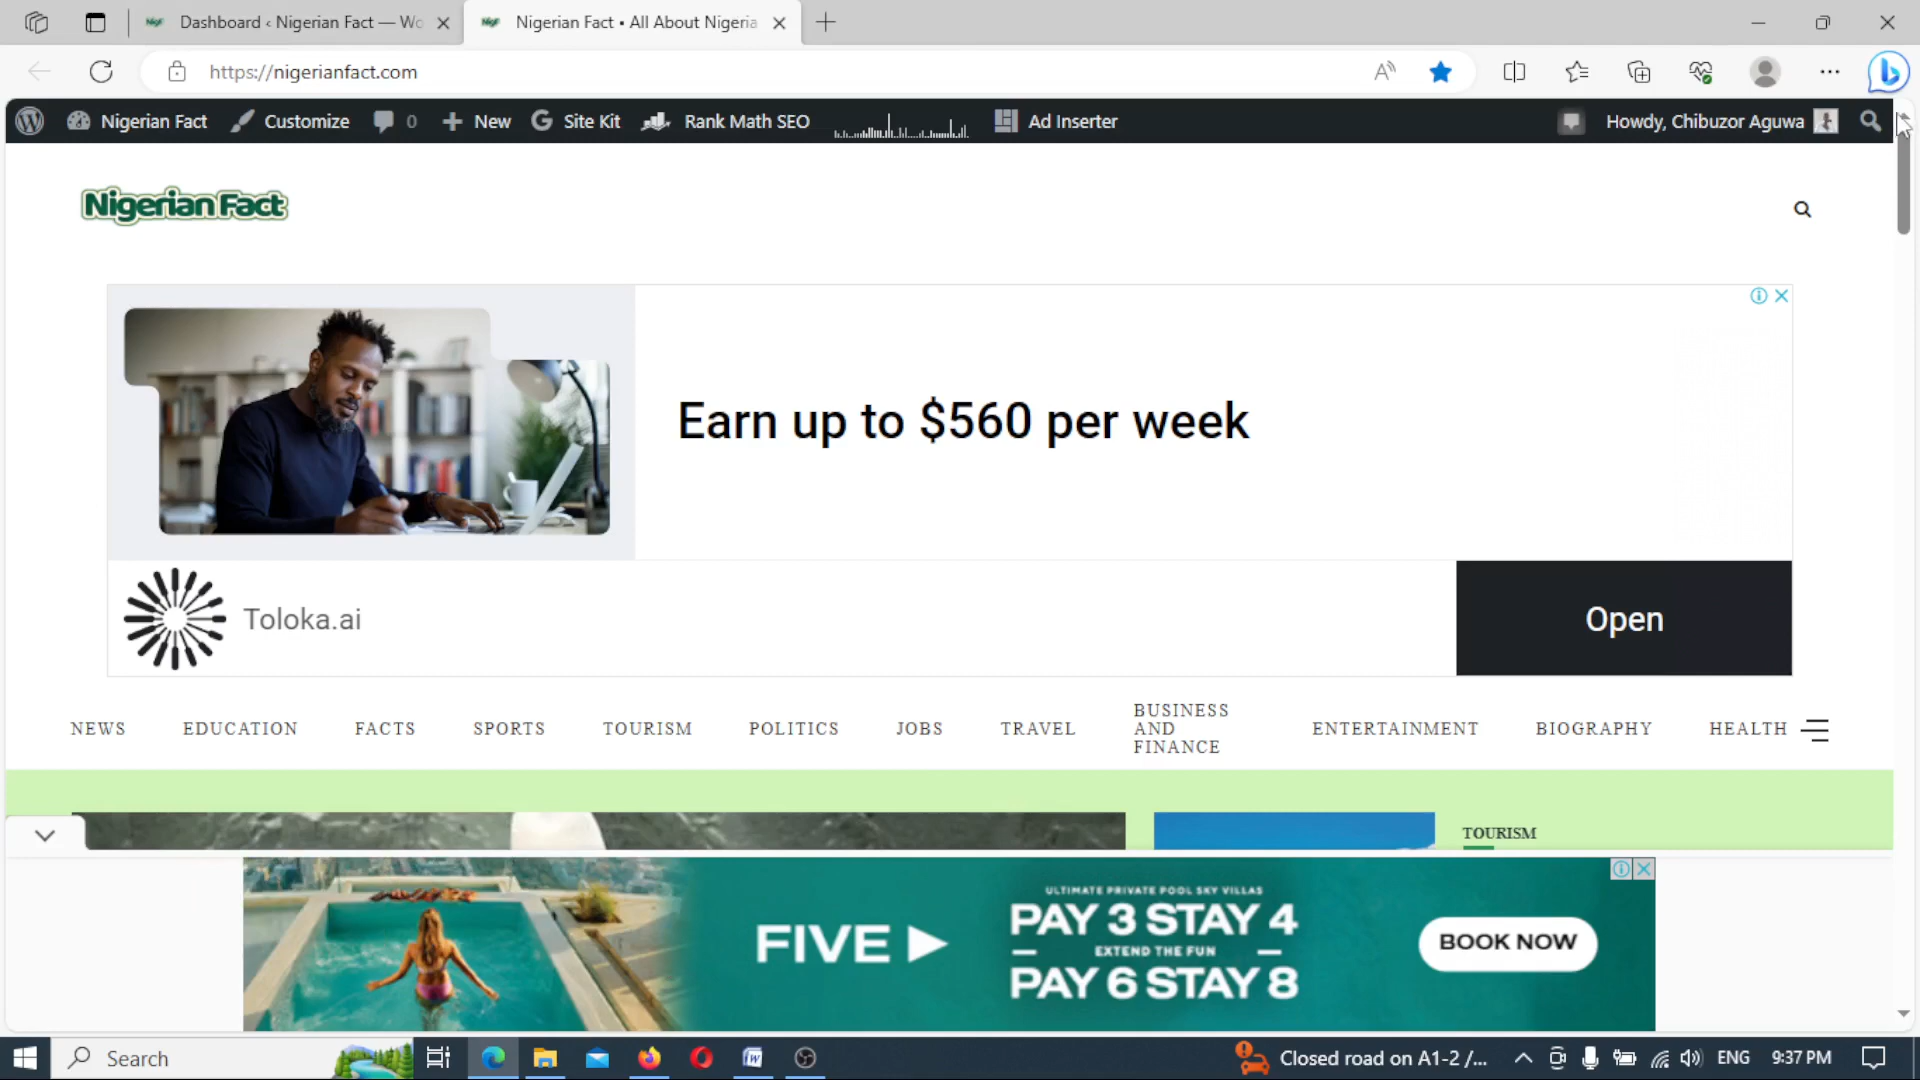 Dashboard ‹ Nigerian Fact — Wo
Nigerian Fact • All About Nigeria
https://nigerianfact.com
Nigerian Fact
Customize
0
New
Site Kit
Rank Math SEO
Ad Inserter
Howdy, Chibuzor Aguwa
Nigerian Fact
Earn up to $560 per week
Toloka.ai
Open
NEWS
EDUCATION
FACTS
SPORTS
TOURISM
POLITICS
JOBS
TRAVEL
BUSINESS
AND
FINANCE
ENTERTAINMENT
BIOGRAPHY
HEALTH
TOURISM
FIVE
ULTIMATE PRIVATE POOL SKY VILLAS
PAY 3 STAY 4
EXTEND THE FUN
PAY 6 STAY 8
BOOK NOW
Search
Closed road on A1-2 /...
ENG
9:37 PM